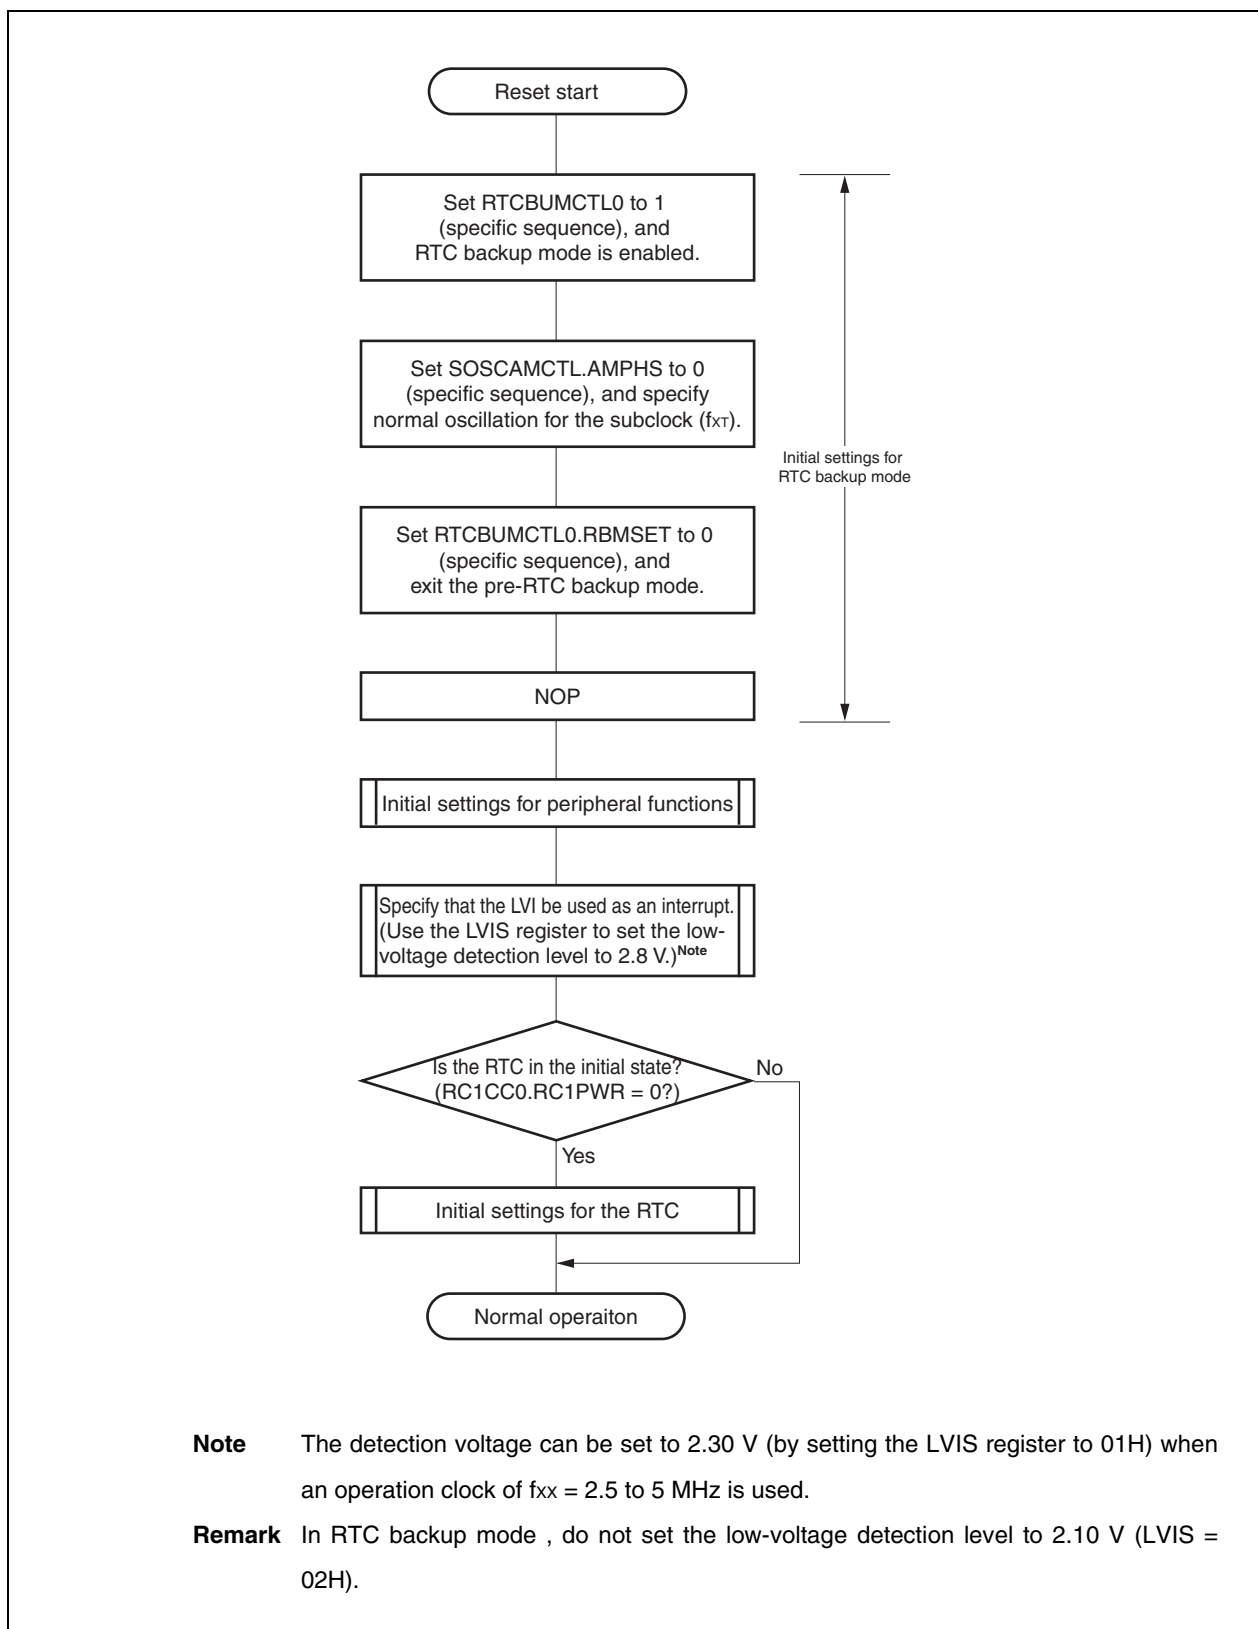 Reset start
Set RTCBUMCTL0 to 1
(specific sequence), and
RTC backup mode is enabled.
Set SOSCAMCTL.AMPHS to 0
(specific sequence), and specify
normal oscillation for the subclock (fXT).
Initial settings for
RTC backup mode
Set RTCBUMCTL0.RBMSET to 0
(specific sequence), and
exit the pre-RTC backup mode.
NOP
Initial settings for peripheral functions
Specify that the LVI be used as an interrupt.
(Use the LVIS register to set the low-
voltage detection level to 2.8 V.)Note
Is the RTC in the initial state?
(RC1CC0.RC1PWR = 0?)
No
Yes
Initial settings for the RTC
Normal operaiton
Note The detection voltage can be set to 2.30 V (by setting the LVIS register to 01H) when
an operation clock of fxx = 2.5 to 5 MHz is used.
Remark In RTC backup mode , do not set the low-voltage detection level to 2.10 V (LVIS =
02H).